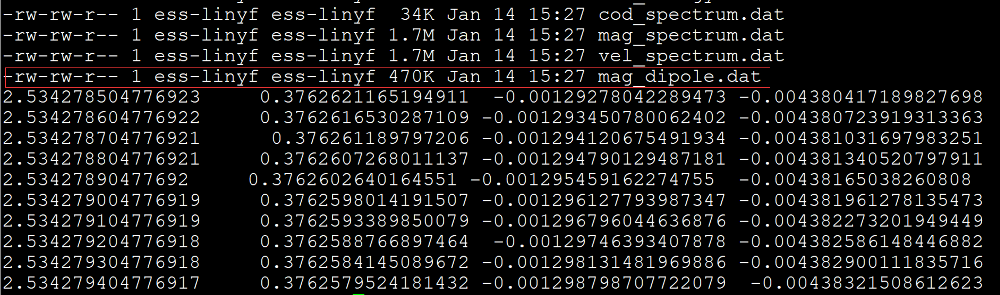 -rw-rw-r-- 1 ess-linyf ess-linyf  34K Jan 14 15:27 cod_spectrum.dat
-rw-rw-r-- 1 ess-linyf ess-linyf 1.7M Jan 14 15:27 mag_spectrum.dat
-rw-rw-r-- 1 ess-linyf ess-linyf 1.7M Jan 14 15:27 vel_spectrum.dat
-rw-rw-r-- 1 ess-linyf ess-linyf 470K Jan 14 15:27 mag_dipole.dat
2.534278504776923     0.3762621165194911  -0.00129278042289473 -0.004380417189827698
2.534278604776922     0.3762616530287109 -0.001293450780062402 -0.004380723919313363
2.534278704776921      0.376261189797206 -0.001294120675491934 -0.004381031697983251
2.534278804776921     0.3762607268011137 -0.001294790129487181 -0.004381340520797911
2.53427890477692     0.3762602640164551 -0.001295459162274755  -0.00438165038260808
2.534279004776919     0.3762598014191507 -0.001296127793987347 -0.004381961278135473
2.534279104776919     0.3762593389850079 -0.001296796044636876 -0.004382273201949449
2.534279204776918     0.3762588766897464  -0.00129746393407878 -0.004382586148446882
2.534279304776918     0.3762584145089672 -0.001298131481969886 -0.004382900111835716
2.534279404776917     0.3762579524181432 -0.001298798707722079  -0.00438321508612623